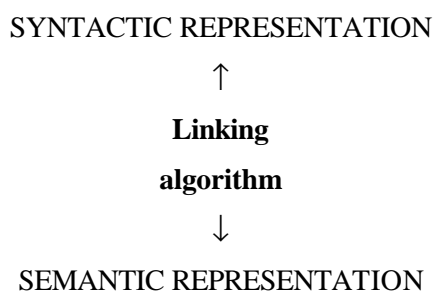 SYNTACTIC REPRESENTATION
↑
Linking
algorithm
↓
SEMANTIC REPRESENTATION